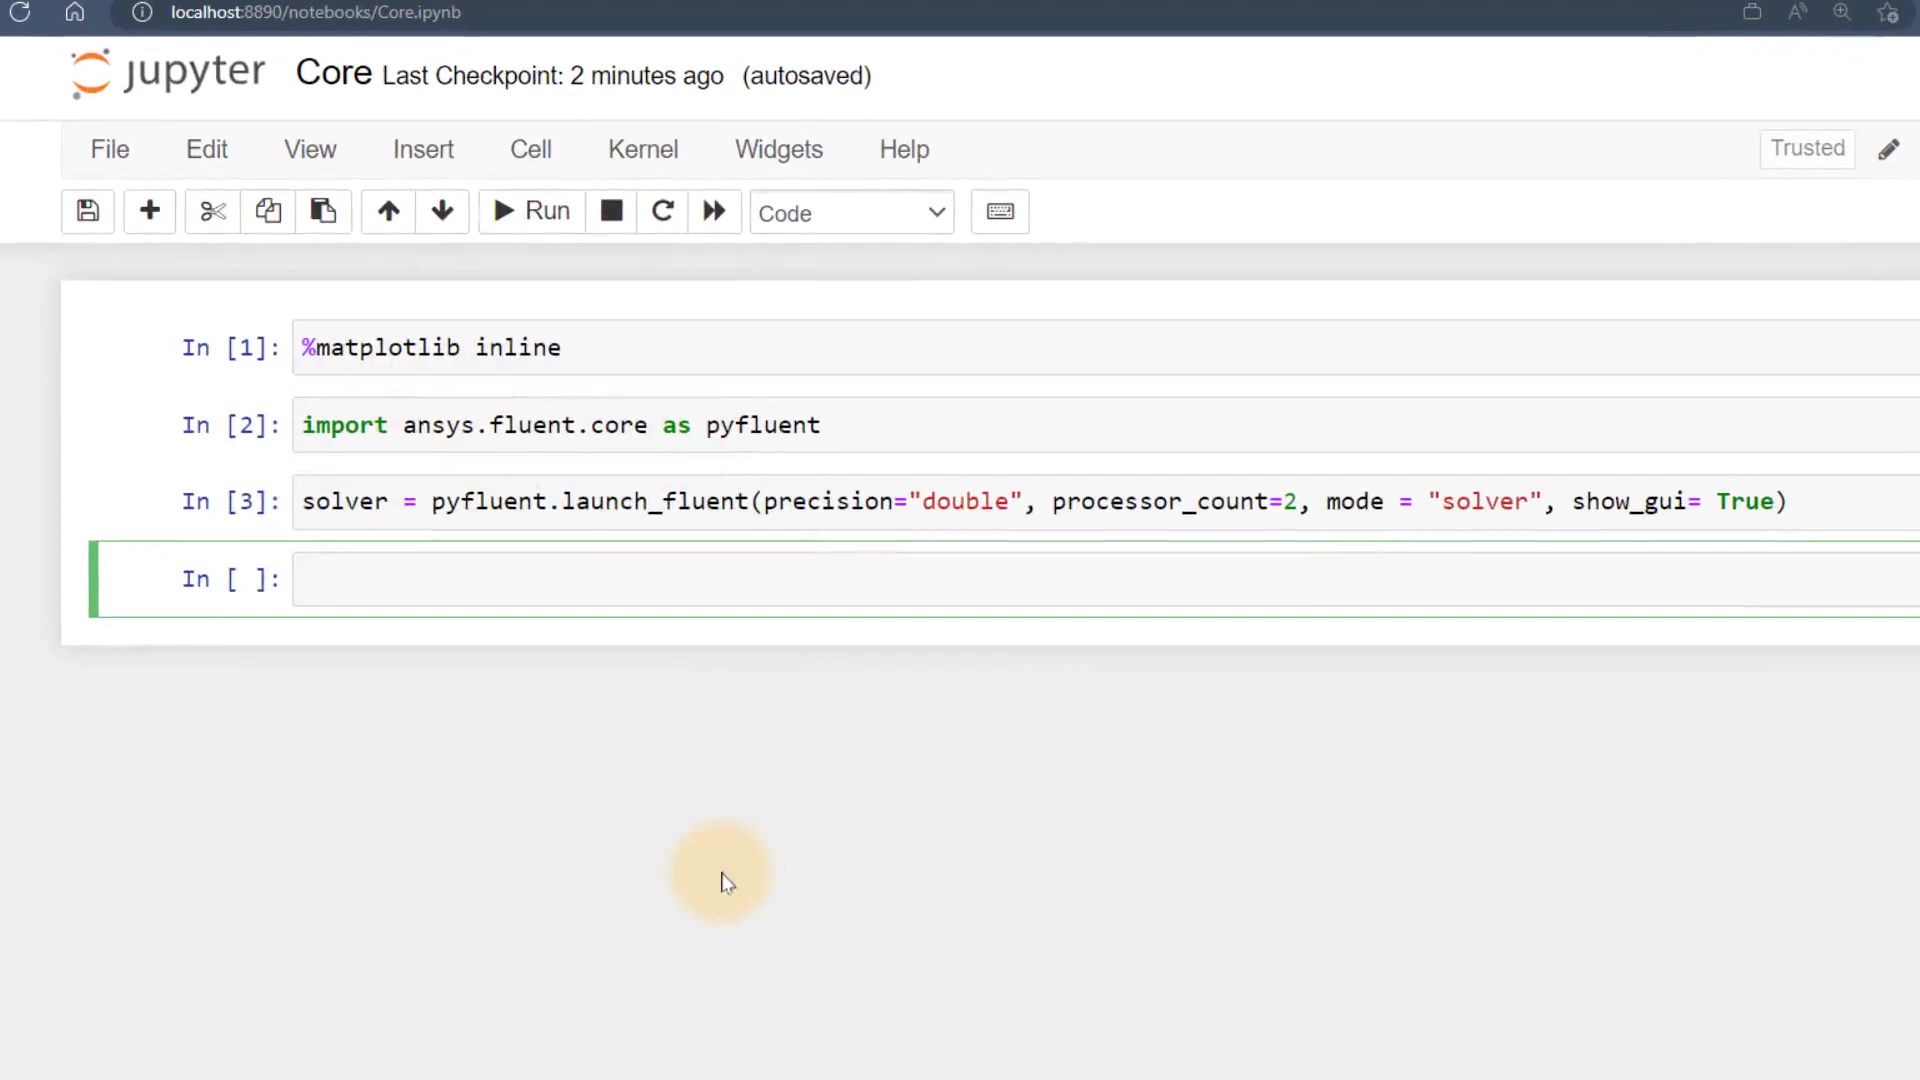 localhost:8890/notebooks/Core.ipynb
jupyter Core Last Checkpoint: 2 minutes ago (autosaved)
File Edit View Insert Cell Kernel Widgets Help Trusted
Run Code
In [1]: %matplotlib inline
In [2]: import ansys.fluent.core as pyfluent
In [3]: solver = pyfluent.launch_fluent(precision="double", processor_count=2, mode = "solver", show_gui= True)
In [ ]: